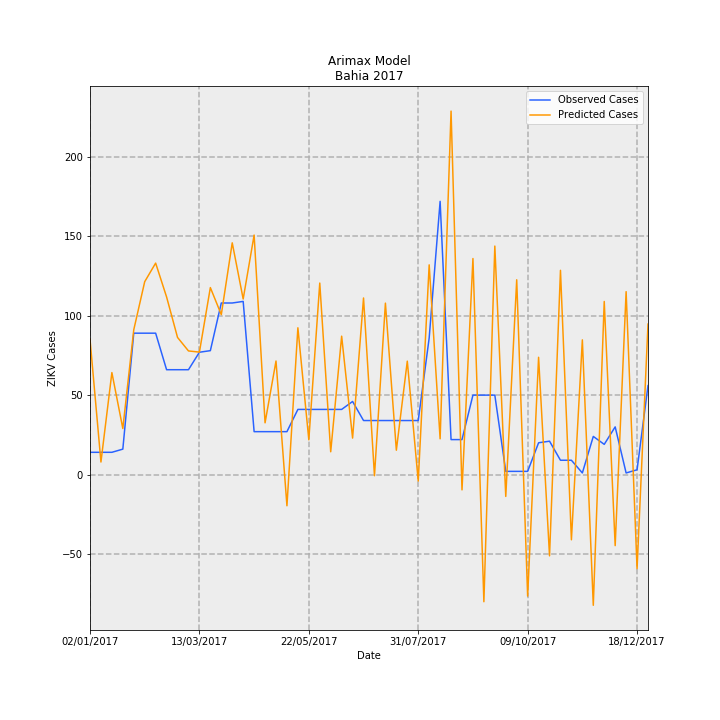 Arimax Model
Bahia 2017
Observed Cases
Predicted Cases
200
150
100
50
0
−50
ZIKV Cases
02/01/2017
13/03/2017
22/05/2017
31/07/2017
09/10/2017
18/12/2017
Date